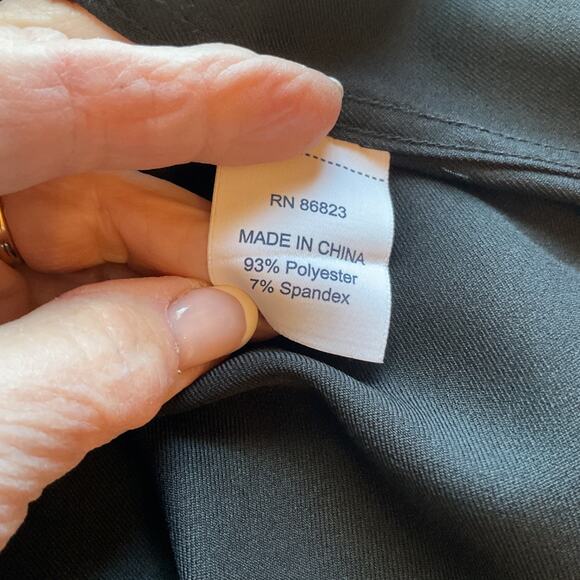 RN 86823
MADE IN CHINA
93% Polyester
7% Spandex